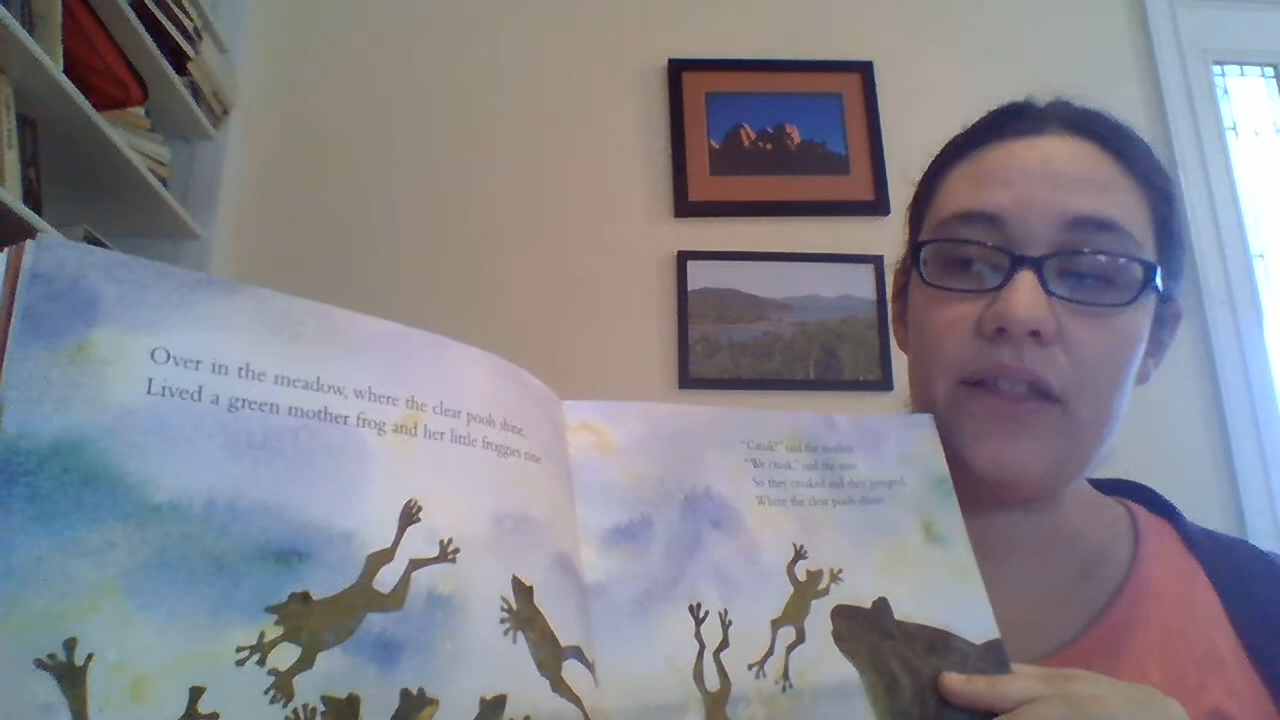 Over in the meadow, where the clear pools shine,
Lived a green mother frog and her little froggies nine.
"Croak!" said the mother.
"We croak," said the nine.
So they croaked and they jumped,
Where the clear pools shine.